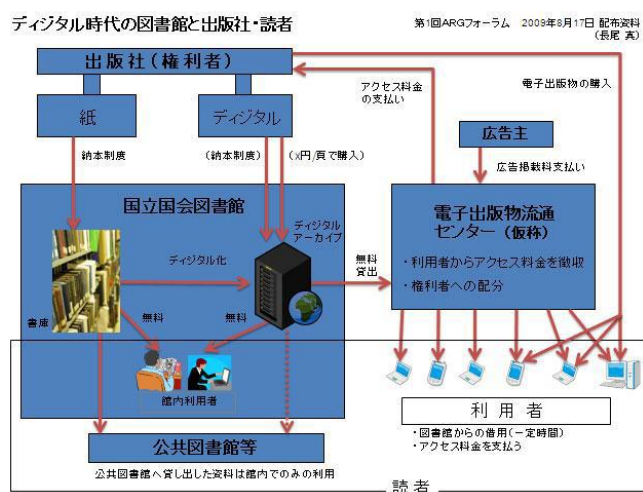 ディジタル時代の図書館と出版社・読者
第1回ARGフォーラム 2009年8月17日 配布資料
(長尾 真)
出版社(権利者)
紙
ディジタル
アクセス料金
の支払い
電子出版物の購入
広告主
納本制度
(納本制度)
(x円/頁で購入)
広告掲載料支払い
国立国会図書館
ディジタル
アーカイブ
電子出版物流通
センター(仮称)
・利用者からアクセス料金を徴収
・権利者への配分
ディジタル化
無料
貸出
書庫
無料
無料
館内利用者
利用者
・図書館からの借用(一定時間)
・アクセス料金を支払う
公共図書館等
公共図書館へ貸し出した資料は館内でのみの利用
読者